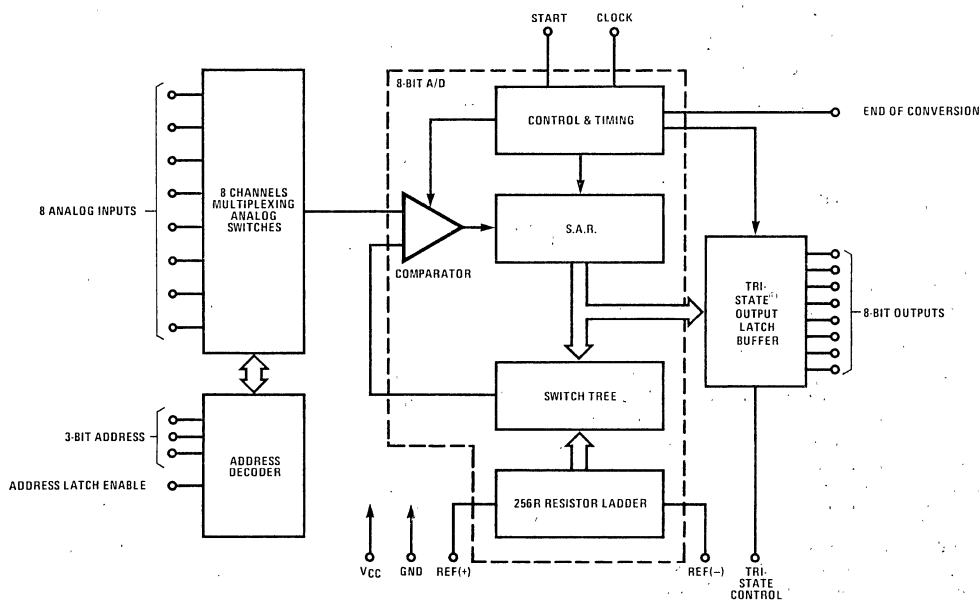 START
CLOCK
8-BIT A/D
CONTROL & TIMING
END OF CONVERSION
8 ANALOG INPUTS
8 CHANNELS
MULTIPLEXING
ANALOG
SWITCHES
S.A.R.
COMPARATOR
TRI-
STATE
OUTPUT
LATCH
BUFFER
8-BIT OUTPUTS
SWITCH TREE
3-BIT ADDRESS
ADDRESS
DECODER
ADDRESS LATCH ENABLE
256R RESISTOR LADDER
VCC
GND
REF(+)
REF(−)
TRI-
STATE
CONTROL